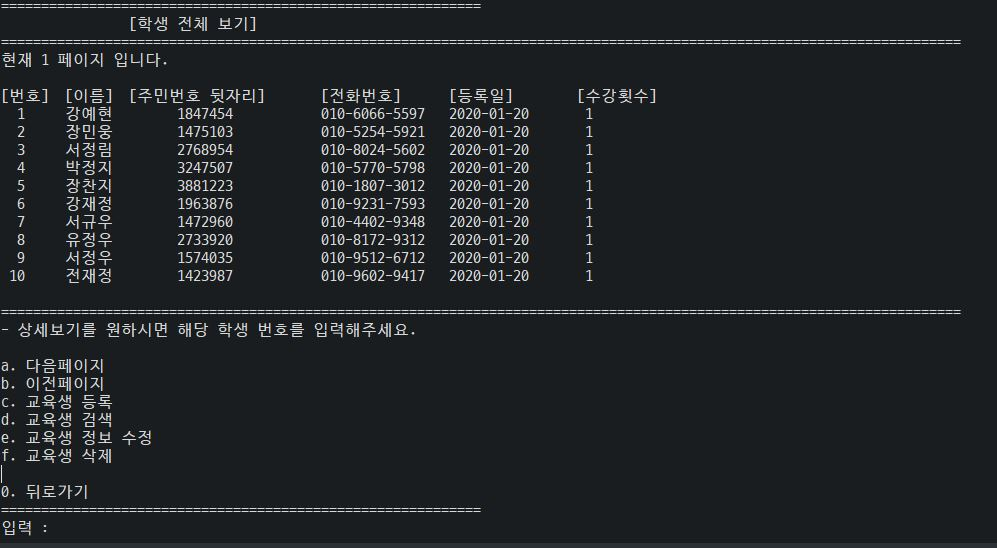 ============================================================
[학생 전체 보기]
========================================================================================================================
현재 1 페이지 입니다.
[번호] [이름] [주민번호 뒷자리] [전화번호] [등록일] [수강횟수]
1 강예현 1847454 010-6066-5597 2020-01-20 1
2 장민웅 1475103 010-5254-5921 2020-01-20 1
3 서정림 2768954 010-8024-5602 2020-01-20 1
4 박정지 3247507 010-5770-5798 2020-01-20 1
5 장찬지 3881223 010-1807-3012 2020-01-20 1
6 강재정 1963876 010-9231-7593 2020-01-20 1
7 서규우 1472960 010-4402-9348 2020-01-20 1
8 유정우 2733920 010-8172-9312 2020-01-20 1
9 서정우 1574035 010-9512-6712 2020-01-20 1
10 전재정 1423987 010-9602-9417 2020-01-20 1
========================================================================================================================
- 상세보기를 원하시면 해당 학생 번호를 입력해주세요.
a. 다음페이지
b. 이전페이지
c. 교육생 등록
d. 교육생 검색
e. 교육생 정보 수정
f. 교육생 삭제
0. 뒤로가기
============================================================
입력 :